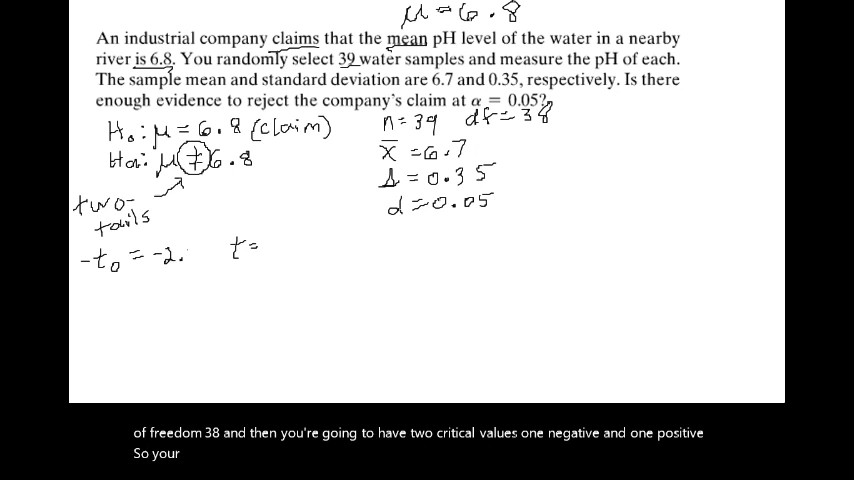 μ = 6.8
An industrial company claims that the mean pH level of the water in a nearby
river is 6.8. You randomly select 39 water samples and measure the pH of each.
The sample mean and standard deviation are 6.7 and 0.35, respectively. Is there
enough evidence to reject the company's claim at α = 0.05?
H₀: μ = 6.8 (claim)
Ha: μ ≠ 6.8
n = 39 df = 38
x̄ = 6.7
s = 0.35
α = 0.05
two-
tails
-t₀ = -2. t=
of freedom 38 and then you're going to have two critical values one negative and one positive
So your